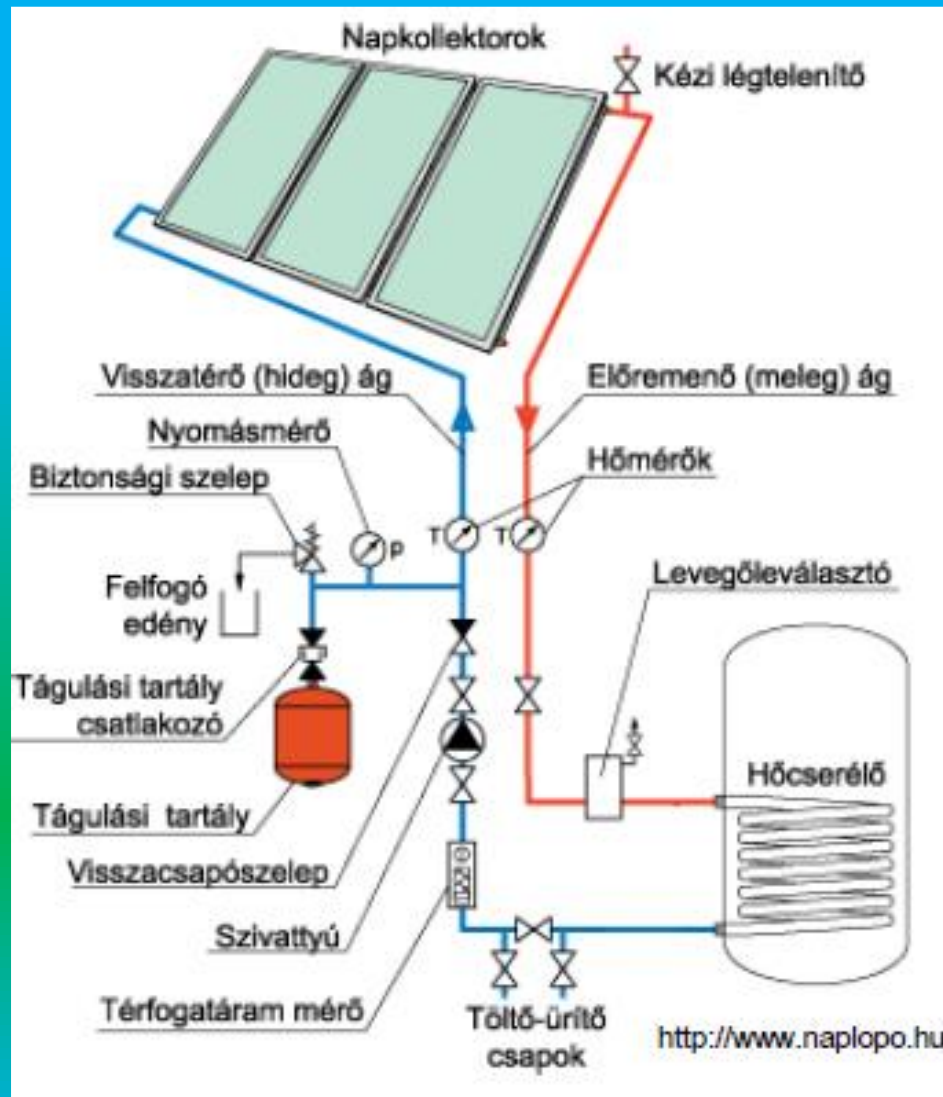 Napkollektorok
Kézi légtelenítő
Visszatérő (hideg) ág
Előremenő (meleg) ág
Nyomásmérő
Hőmérők
Biztonsági szelep
T
T
P
Levegőleválasztó
Felfogó
edény
Tágulási tartály
csatlakozó
Hőcserélő
Tágulási tartály
Visszacsapószelep
Szivattyú
Térfogatáram mérő
Töltő-ürítő
csapok
http://www.naplopo.hu